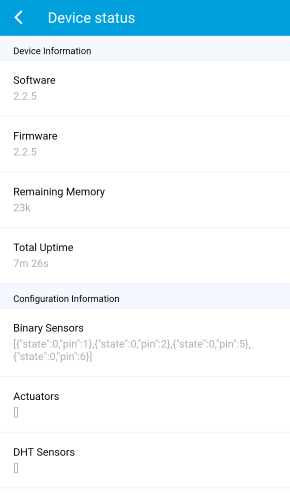 Device status
Device Information
Software
2.2.5
Firmware
2.2.5
Remaining Memory
23k
Total Uptime
7m 26s
Configuration Information
Binary Sensors
[{"state":0,"pin":1},{"state":0,"pin":2},{"state":0,"pin":5},
{"state":0,"pin":6}]
Actuators
[]
DHT Sensors
[]